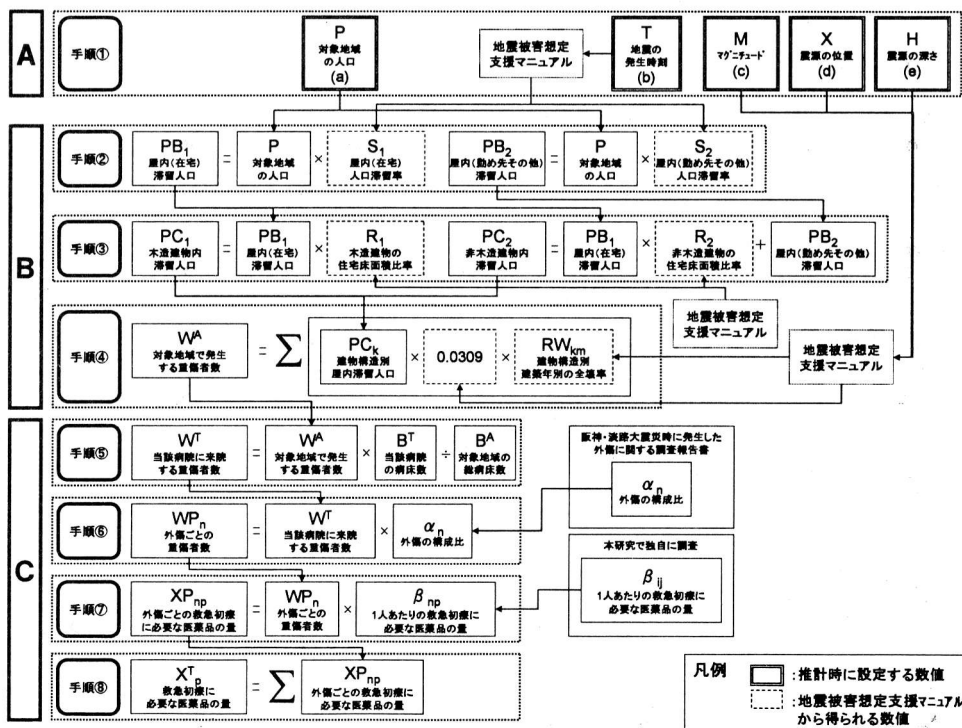 A
手順①
P
対象地域
の人口
(a)
地震被害想定
支援マニュアル
T
地震の
発生時刻
(b)
M
マグニチュード
(c)
X
震源の位置
(d)
H
震源の深さ
(e)
B
手順②
PB1
屋内(在宅)
滞留人口
=
P
対象地域
の人口
×
S1
屋内(在宅)
人口滞留率
PB2
屋内(勤め先その他)
滞留人口
=
P
対象地域
の人口
×
S2
屋内(勤め先その他)
人口滞留率
手順③
PC1
木造建物内
滞留人口
=
PB1
屋内(在宅)
滞留人口
×
R1
木造建物の
住宅床面積比率
PC2
非木造建物内
滞留人口
=
PB1
屋内(在宅)
滞留人口
×
R2
非木造建物の
住宅床面積比率
+
PB2
屋内(勤め先その他)
滞留人口
地震被害想定
支援マニュアル
手順④
WA
対象地域で発生
する重傷者数
=
Σ
PCk
建物構造別
屋内滞留人口
×
0.0309
×
RWkm
建物構造別
建築年別の全壊率
地震被害想定
支援マニュアル
C
手順⑤
WT
当該病院に来院
する重傷者数
=
WA
対象地域で発生
する重傷者数
×
BT
当該病院
の病床数
÷
BA
対象地域の
総病床数
阪神・淡路大震災時に発生した
外傷に関する調査報告書
αn
外傷の構成比
手順⑥
WPn
外傷ごとの
重傷者数
=
WT
当該病院に来院
する重傷者数
×
αn
外傷の構成比
本研究で独自に調査
βij
1人あたりの救急初療に
必要な医薬品の量
手順⑦
XPnp
外傷ごとの救急初療
に必要な医薬品の量
=
WPn
外傷ごとの
重傷者数
×
βnp
1人あたりの救急初療に
必要な医薬品の量
手順⑧
XTp
救急初療に
必要な医薬品の量
=
Σ
XPnp
外傷ごとの救急初療に
必要な医薬品の量
凡例
:推計時に設定する数値
:地震被害想定支援マニュアル
から得られる数値